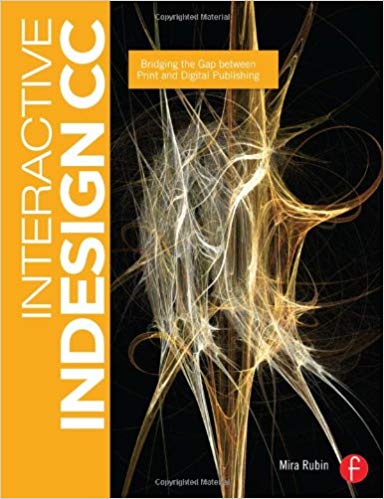 Copyrighted Material
INTERACTIVE
INDESIGN CC
Bridging the Gap between
Print and Digital Publishing
Mira Rubin
f
Copyrighted Material